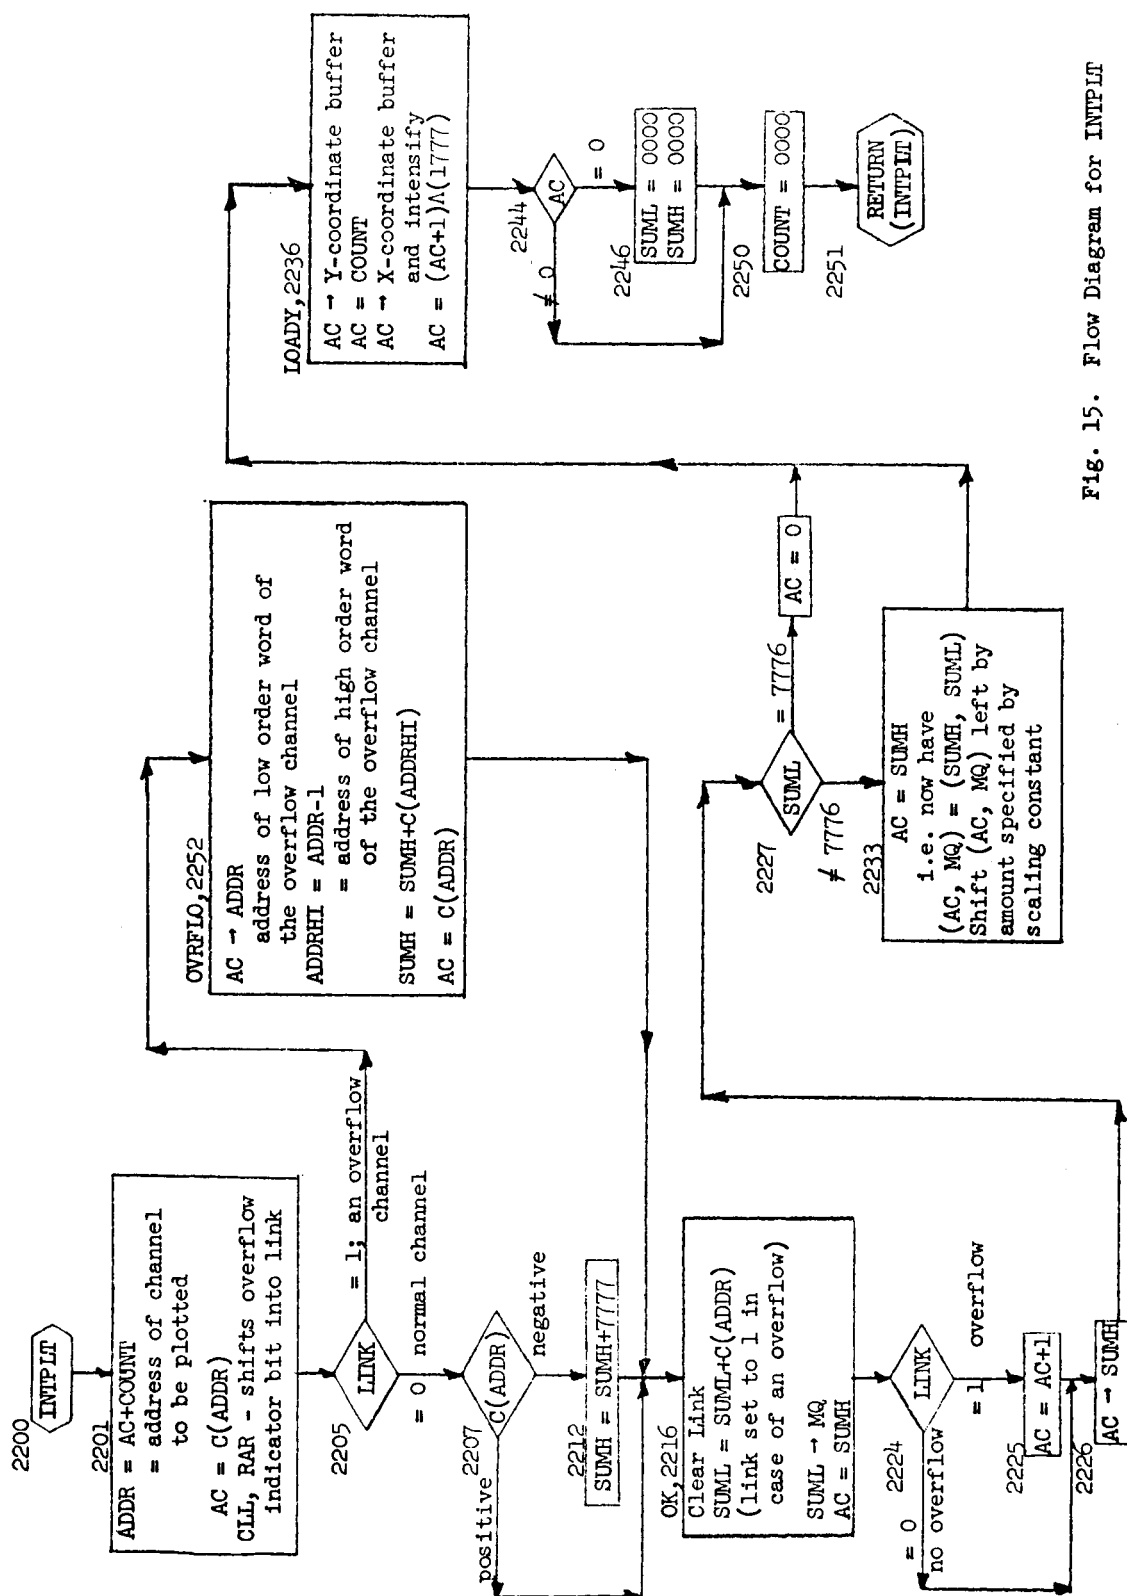 2200
INTPLT
2201
ADDR = AC+COUNT
= address of channel
to be plotted
AC = C(ADDR)
CLL, RAR - shifts overflow
indicator bit into link
2205
LINK
= 1; an overflow
channel
= 0 normal channel
2207
C(ADDR)
positive
negative
2212
SUMH = SUMH+7777
OK,2216
Clear Link
SUML = SUML+C(ADDR)
(link set to 1 in
case of an overflow)
SUML → MQ
AC = SUMH
2224
LINK
= 0
no overflow
= 1 overflow
2225
AC = AC+1
2226
AC → SUMH
OVRFLO,2252
AC → ADDR
address of low order word of
the overflow channel
ADDRHI = ADDR-1
= address of high order word
of the overflow channel
SUMH = SUMH+C(ADDRHI)
AC = C(ADDR)
2227
SUML
= 7776
AC = 0
≠ 7776
2233
AC = SUMH
i.e. now have
(AC, MQ) = (SUMH, SUML)
Shift (AC, MQ) left by
amount specified by
scaling constant
LOADY,2236
AC → Y-coordinate buffer
AC = COUNT
AC → X-coordinate buffer
and intensify
AC = (AC+1)Λ(1777)
2244
AC
≠ 0
= 0
2246
SUML = 0000
SUMH = 0000
2250
COUNT = 0000
2251
RETURN
(INTPLT)
Fig. 15. Flow Diagram for INTPLT